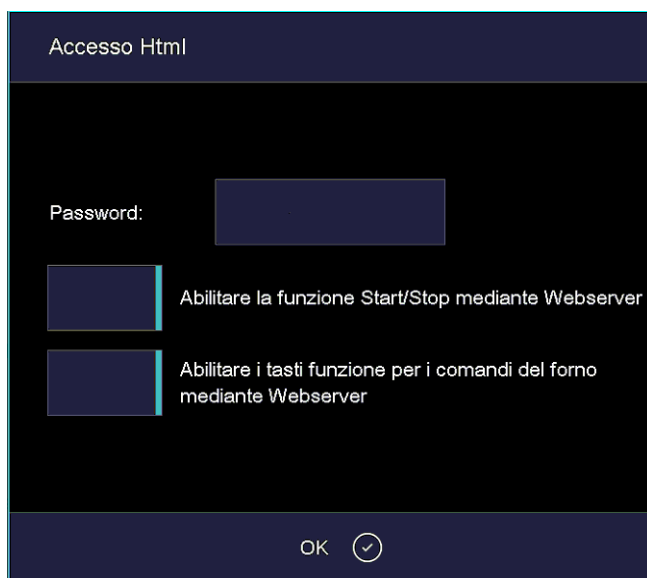 Accesso Html
Password:
Abilitare la funzione Start/Stop mediante Webserver
Abilitare i tasti funzione per i comandi del forno
mediante Webserver
OK